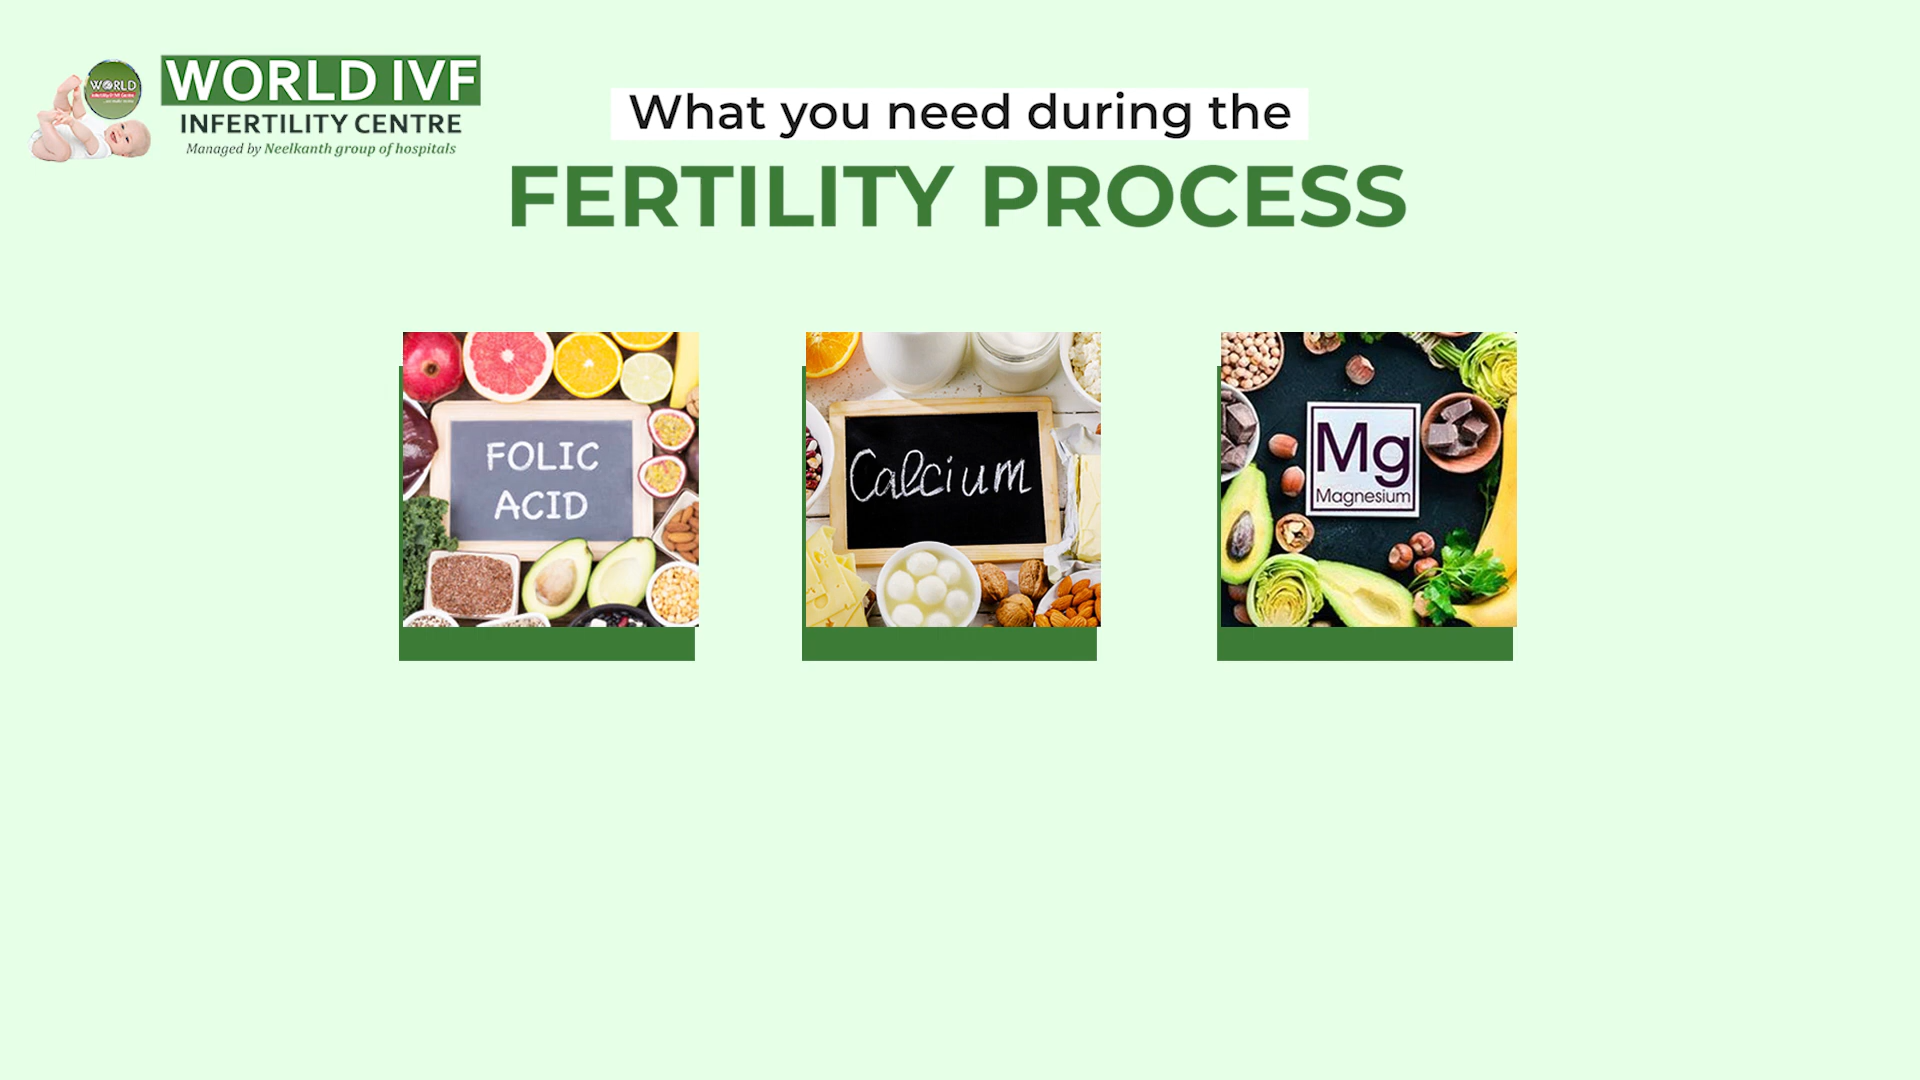 WORLD
WORLD IVF
INFERTILITY CENTRE
Managed by Neelkanth group of hospitals
What you need during the
FERTILITY PROCESS
FOLIC
ACID
Calcium
Mg
Magnesium